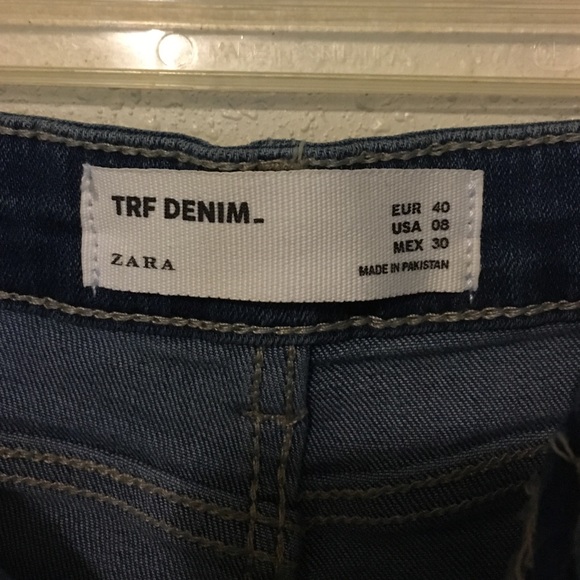 TRF DENIM_
ZARA
EUR 40
USA 08
MEX 30
MADE IN PAKISTAN